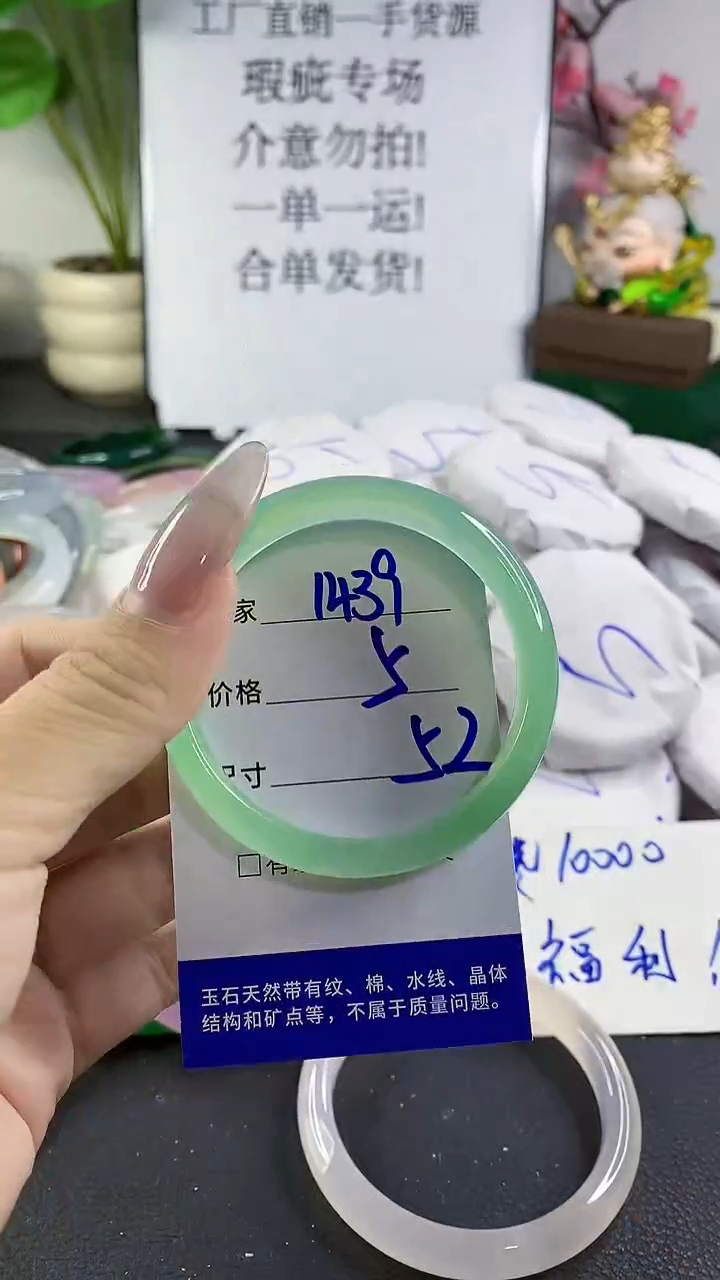 工厂直销一手货源
瑕疵专场
介意勿拍!
一单一运!
合单发货!
家 1439
价格 5
尺寸 52
□有
10000
福利!
玉石天然带有纹、棉、水线、晶体
结构和矿点等，不属于质量问题。